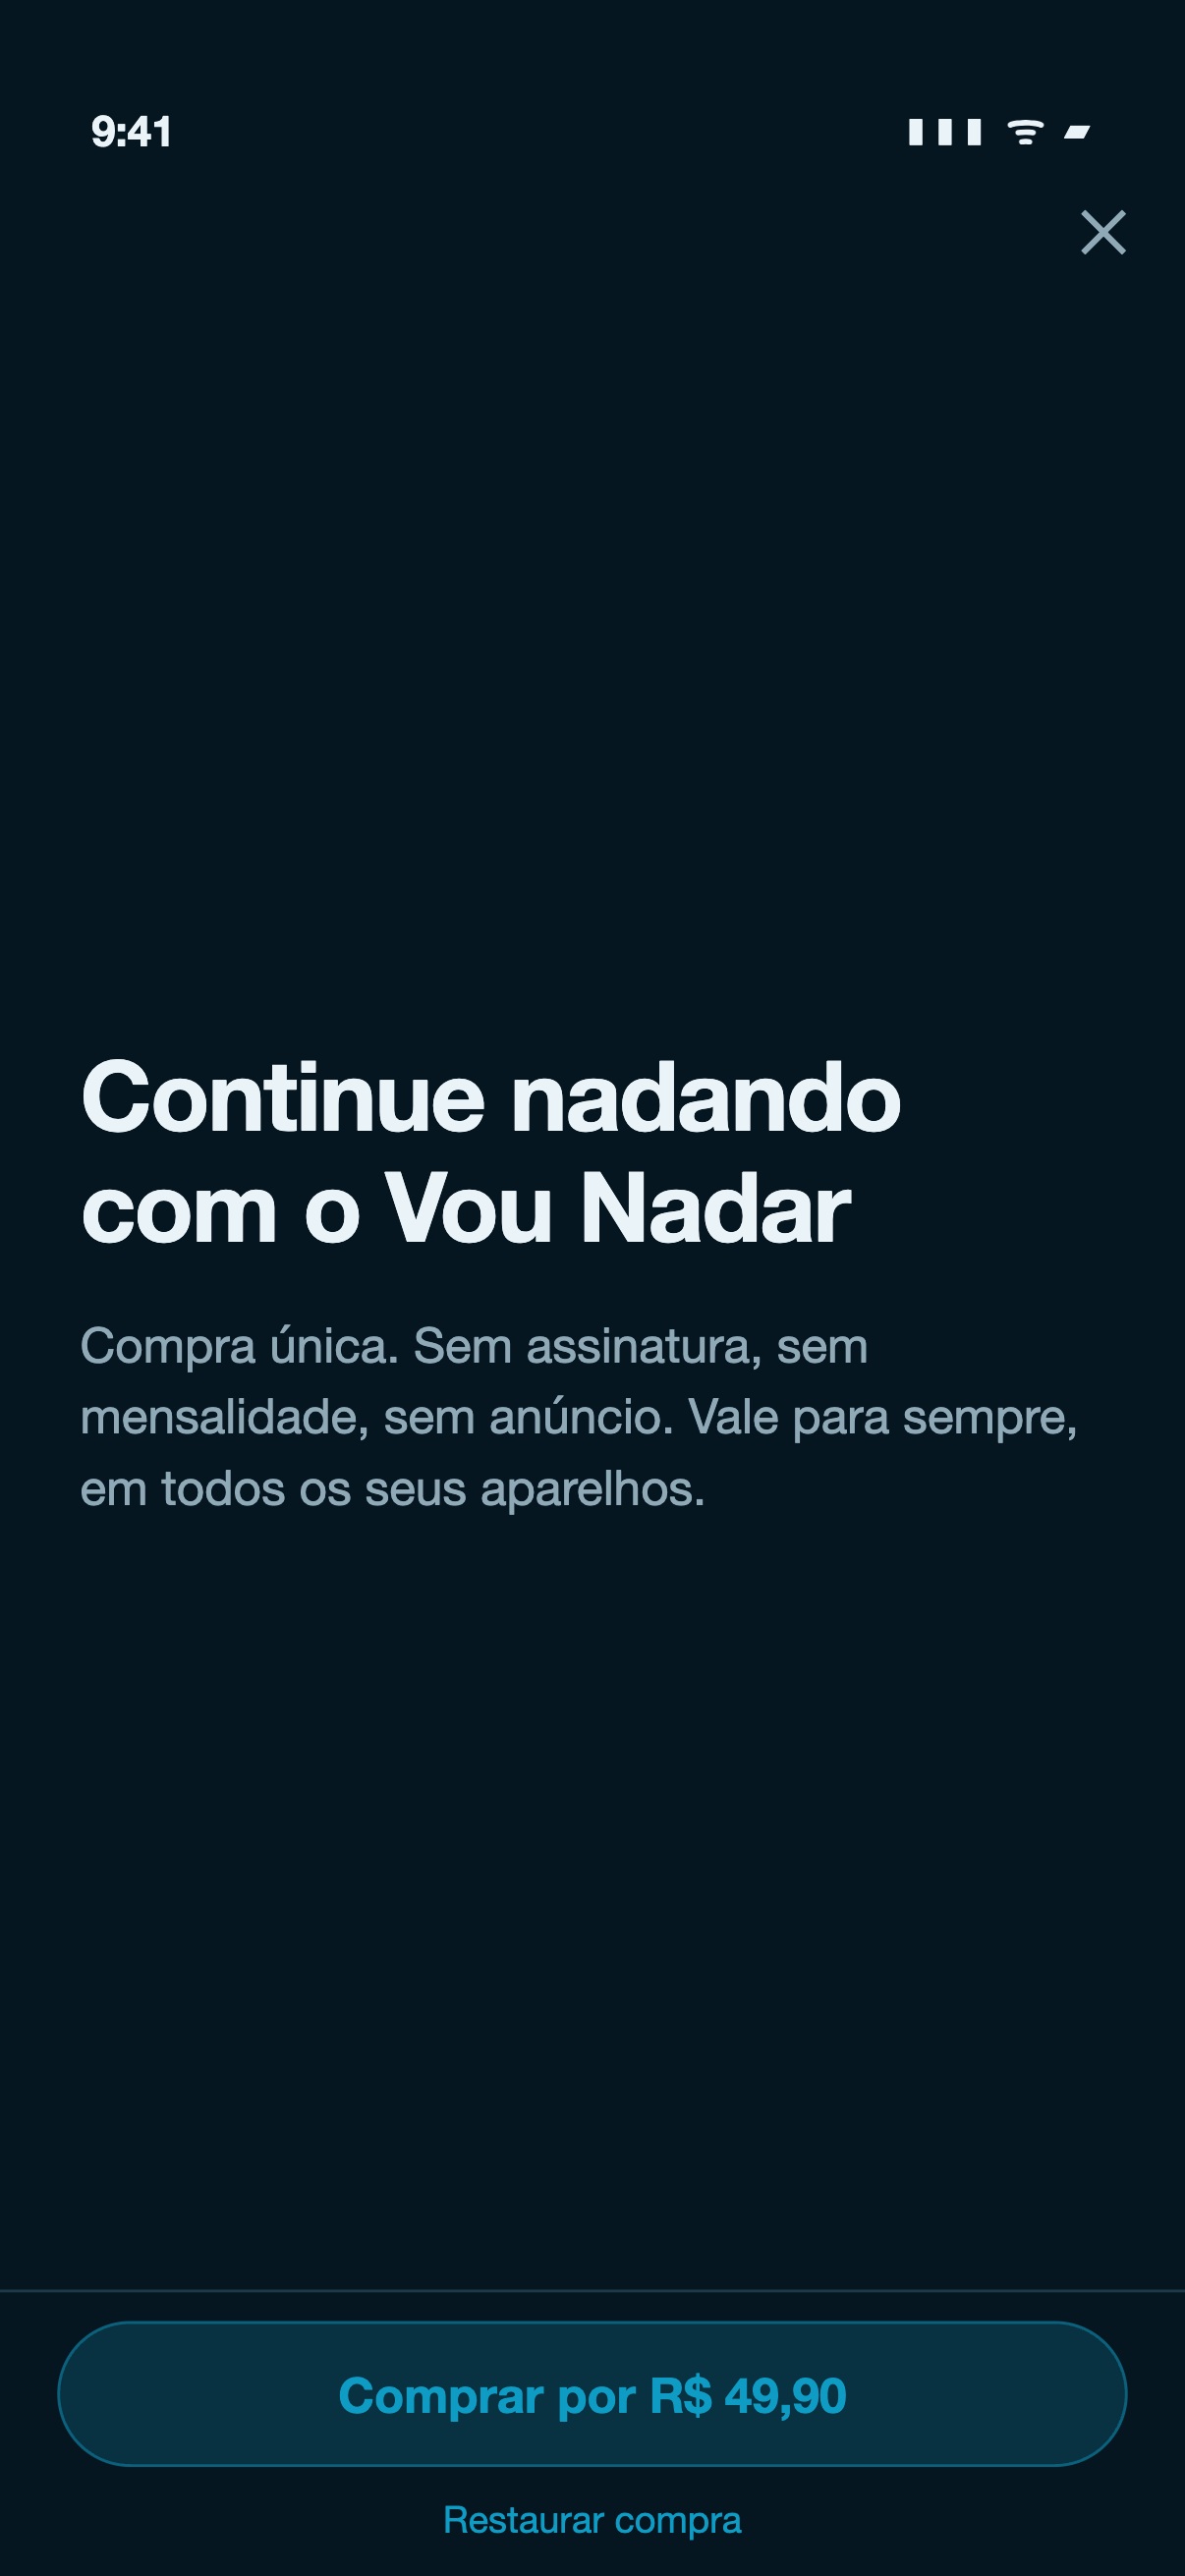 9:41
Continue nadando
com o Vou Nadar
Compra única. Sem assinatura, sem
mensalidade, sem anúncio. Vale para sempre,
em todos os seus aparelhos.
Comprar por R$ 49,90
Restaurar compra